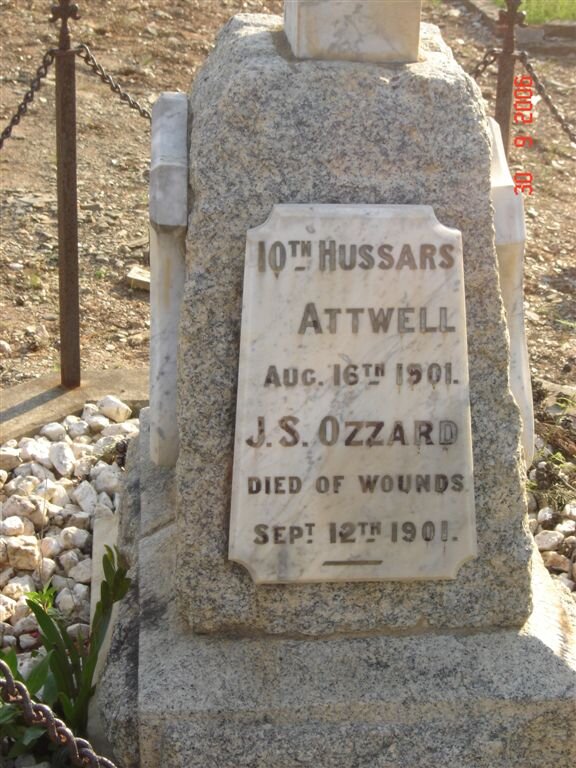 10TH HUSSARS
ATTWELL
AUG. 16TH 1901.
J.S. OZZARD
DIED OF WOUNDS
SEPT 12TH 1901.
30 9 2006